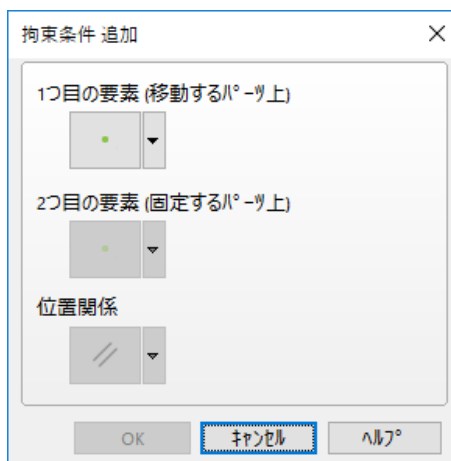 拘束条件 追加
1つ目の要素 (移動するﾊﾟｰﾂ上)
2つ目の要素 (固定するﾊﾟｰﾂ上)
位置関係
OK ｷｬﾝｾﾙ ﾍﾙﾌﾟ